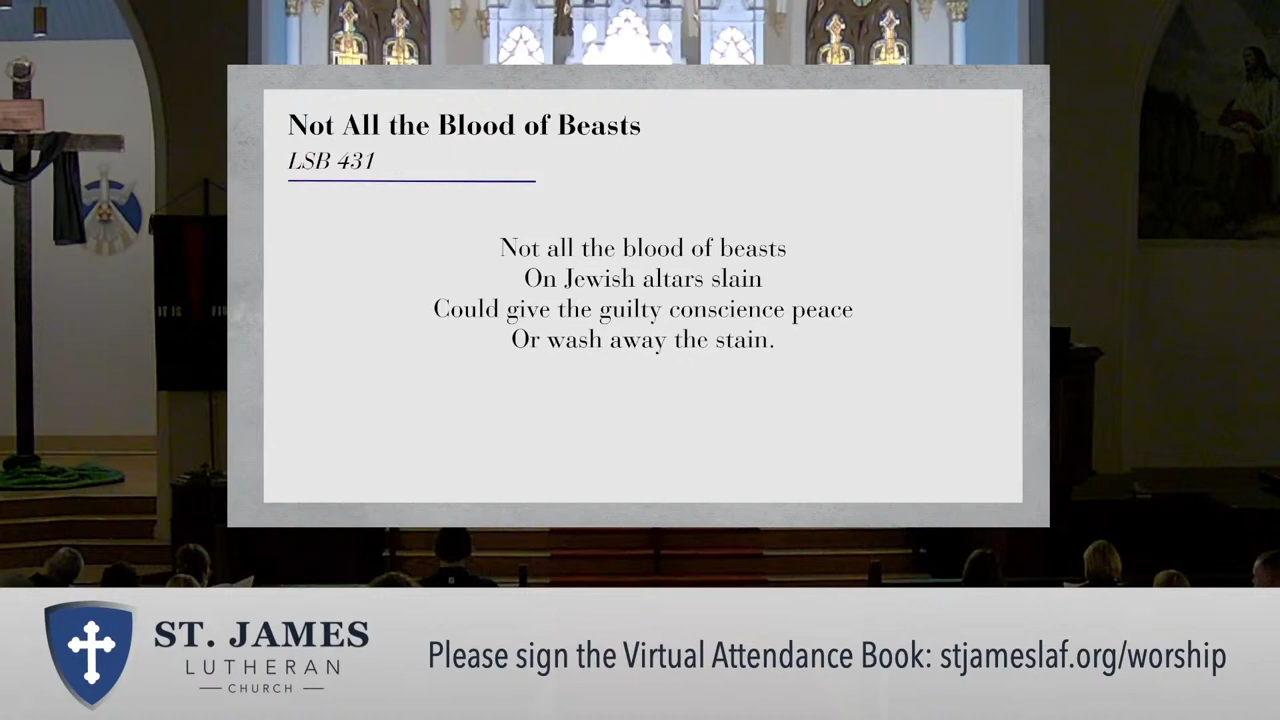 Not All the Blood of Beasts
LSB 431
Not all the blood of beasts
On Jewish altars slain
Could give the guilty conscience peace
Or wash away the stain.
IT IS
ST. JAMES
LUTHERAN
CHURCH
Please sign the Virtual Attendance Book: stjameslaf.org/worship